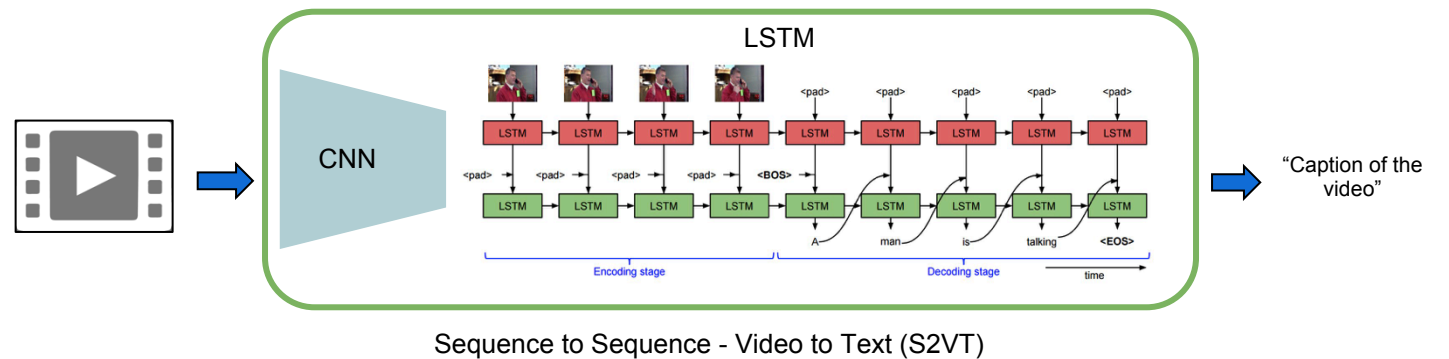 LSTM
<pad> <pad> <pad> <pad> <pad>
LSTM LSTM LSTM LSTM LSTM LSTM LSTM LSTM LSTM
CNN
<pad> <pad> <pad> <pad> <BOS>
LSTM LSTM LSTM LSTM LSTM LSTM LSTM LSTM LSTM
A man is talking <EOS>
Encoding stage Decoding stage
time
“Caption of the
video”
Sequence to Sequence - Video to Text (S2VT)